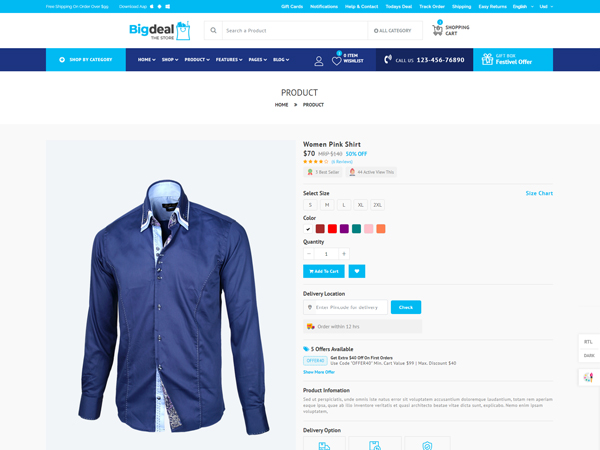 Free Shipping On Order Over $99
Download App
Gift Cards
Notifications
Help & Contact
Todays Deal
Track Order
Shipping
Easy Returns
English
Usd
Bigdeal
THE STORE
Search a Product
ALL CATEGORY
0
SHOPPING
CART
SHOP BY CATEGORY
HOME
SHOP
PRODUCT
FEATURES
PAGES
BLOG
0 ITEM
WISHLIST
CALL US 123-456-76890
GIFT BOX
Festivel Offer
PRODUCT
HOME » PRODUCT
Women Pink Shirt
$70 MRP $140 50% OFF
(6 Reviews)
3 Best Seller
44 Active View This
Select Size
Size Chart
S M L XL 2XL
Color
Quantity
− 1 +
Add To Cart
Delivery Location
Enter Pincode for delivery
Check
Order within 12 hrs
5 Offers Available
OFFER40
Get Extra $40 Off On First Orders
Use Code "OFFER40" Min. Cart Value $99 | Max. Discount $40
Show More Offer
Product Infomation
Sed ut perspiciatis, unde omnis iste natus error sit voluptatem accusantium doloremque laudantium, totam rem aperiam
eaque ipsa, quae ab illo inventore veritatis et quasi architecto beatae vitae dicta sunt, explicabo. Nemo enim ipsam
voluptatem,
Delivery Option
RTL
DARK